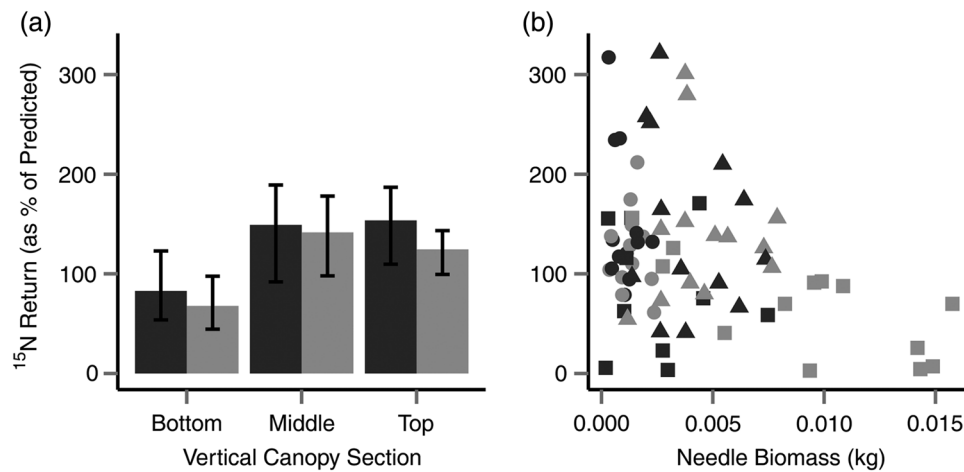 (a)
¹⁵N Return (as % of Predicted)
300
200
100
0
Bottom Middle Top
Vertical Canopy Section
(b)
300
200
100
0
0.000 0.005 0.010 0.015
Needle Biomass (kg)